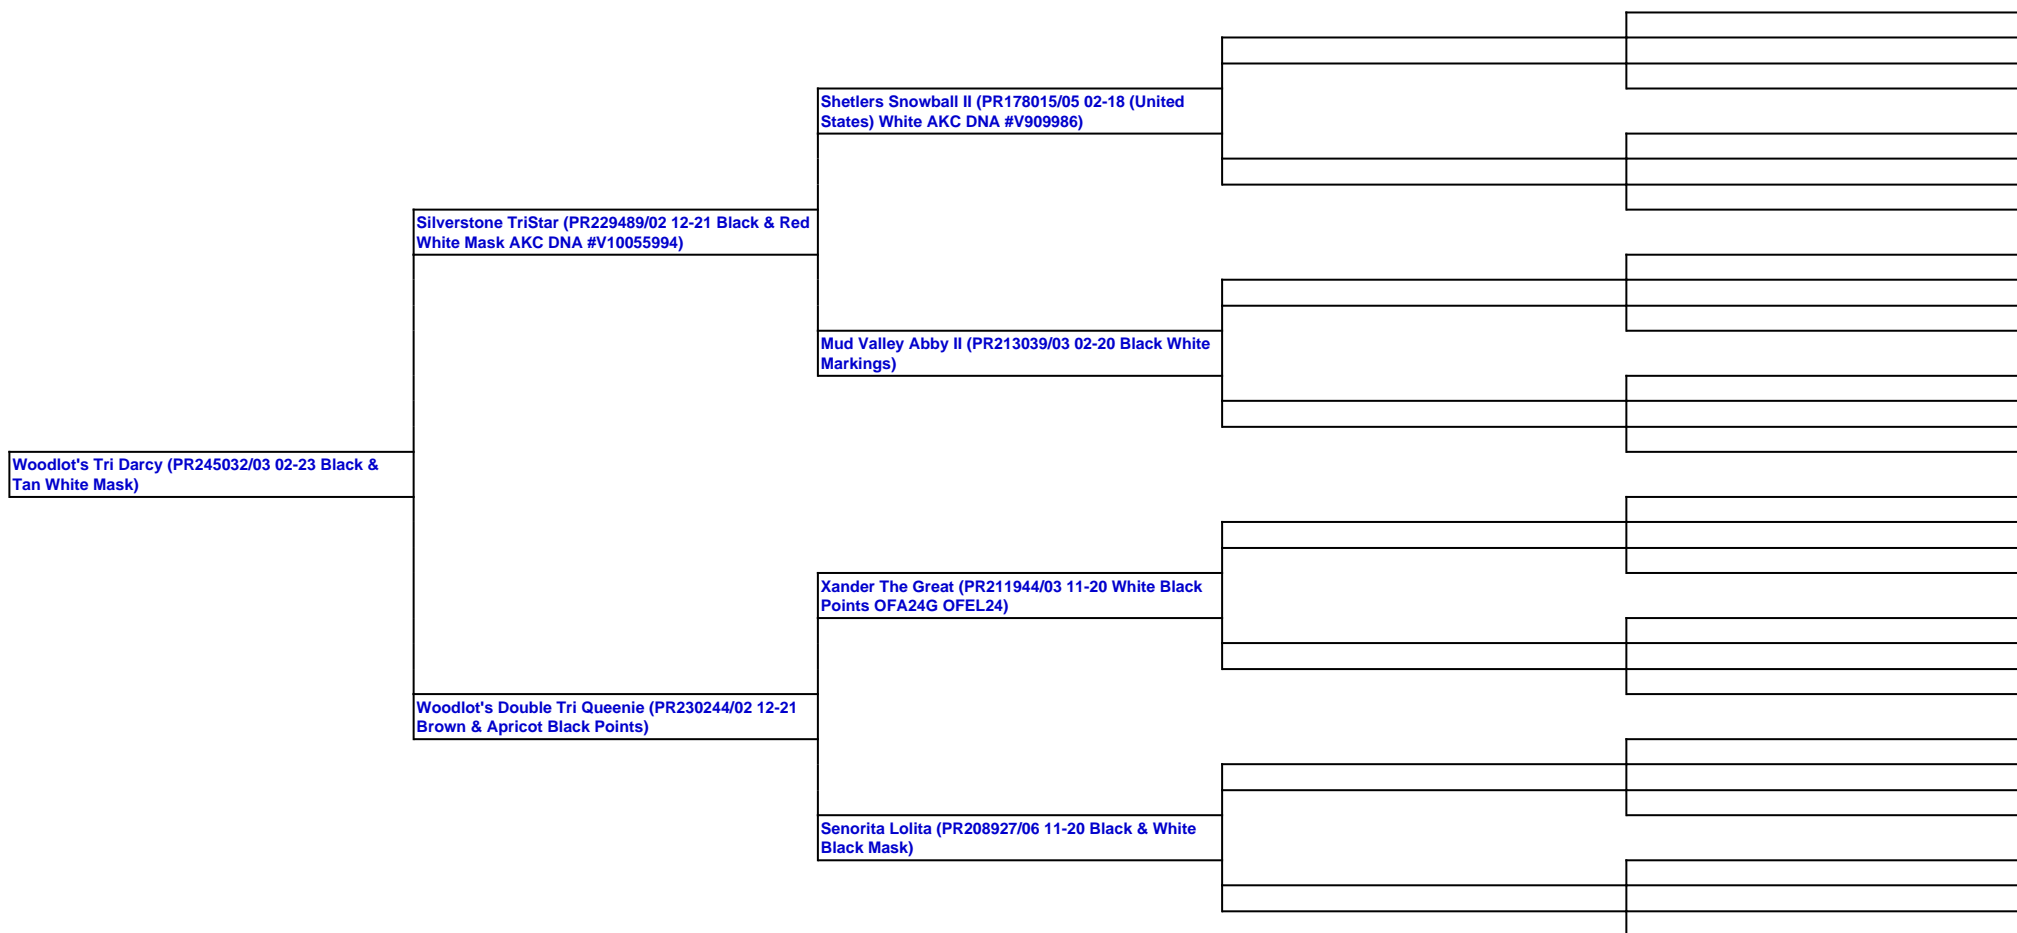 Shetlers Snowball II (PR178015/05 02-18 (United
States) White AKC DNA #V909986)
Silverstone TriStar (PR229489/02 12-21 Black & Red
White Mask AKC DNA #V10055994)
Mud Valley Abby II (PR213039/03 02-20 Black White
Markings)
Woodlot's Tri Darcy (PR245032/03 02-23 Black &
Tan White Mask)
Xander The Great (PR211944/03 11-20 White Black
Points OFA24G OFEL24)
Woodlot's Double Tri Queenie (PR230244/02 12-21
Brown & Apricot Black Points)
Senorita Lolita (PR208927/06 11-20 Black & White
Black Mask)